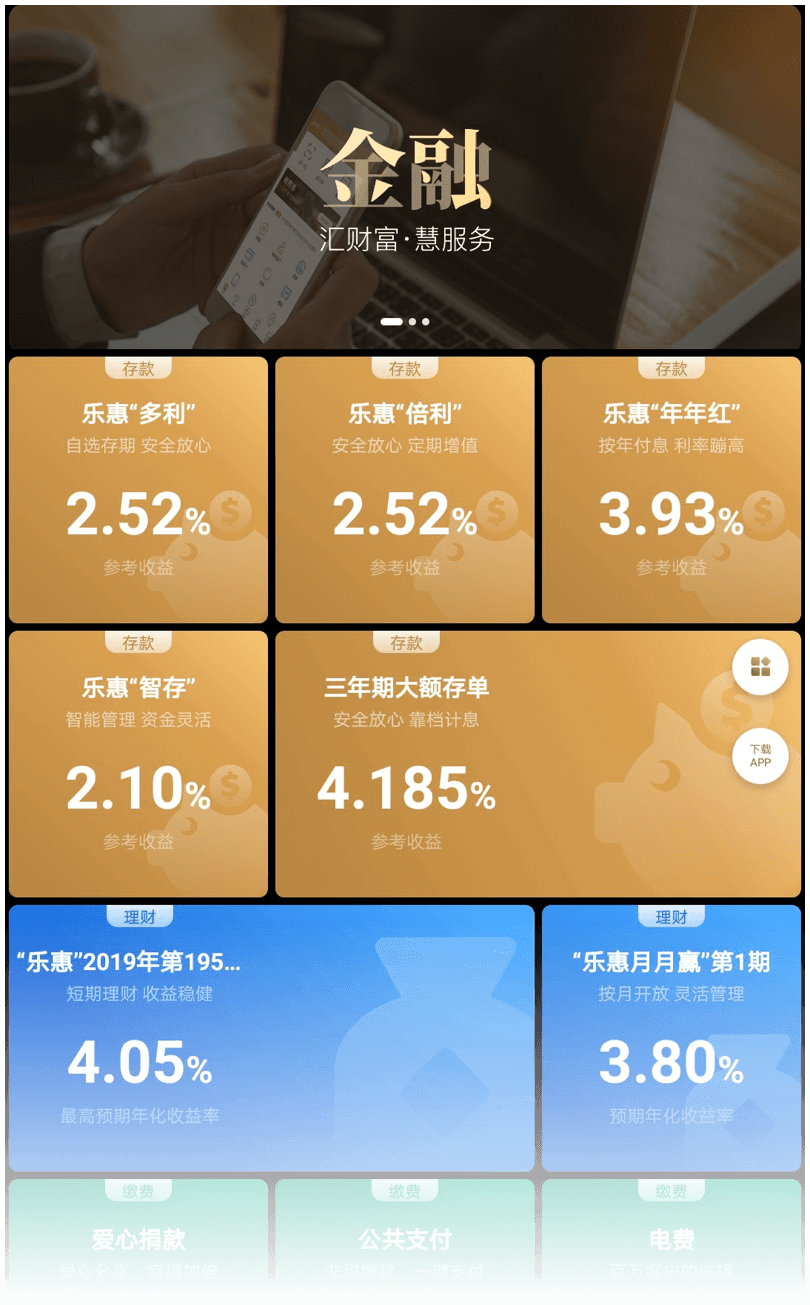 金融
汇财富·慧服务
存款
乐惠“多利”
自选存期 安全放心
2.52%
参考收益
存款
乐惠“倍利”
安全放心 定期增值
2.52%
参考收益
存款
乐惠“年年红”
按年付息 利率蹦高
3.93%
参考收益
存款
乐惠“智存”
智能管理 资金灵活
2.10%
参考收益
存款
三年期大额存单
安全放心 靠档计息
4.185%
参考收益
下载
APP
理财
“乐惠”2019年第195...
短期理财 收益稳健
4.05%
最高预期年化收益率
理财
“乐惠月月赢”第1期
按月开放 灵活管理
3.80%
预期年化收益率
缴费
爱心捐款
缴费
公共支付
缴费
电费